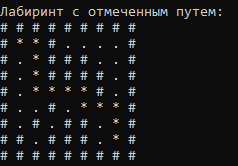 Лабиринт с отмеченным путем:
# # # # # # # # #
# * * # . . . . #
# . * # # # . . #
# . * # # # # . #
# . * * * * # . #
# . . # . * * * #
# . # . # # . * #
# # . # # # . * #
# # # # # # # # #